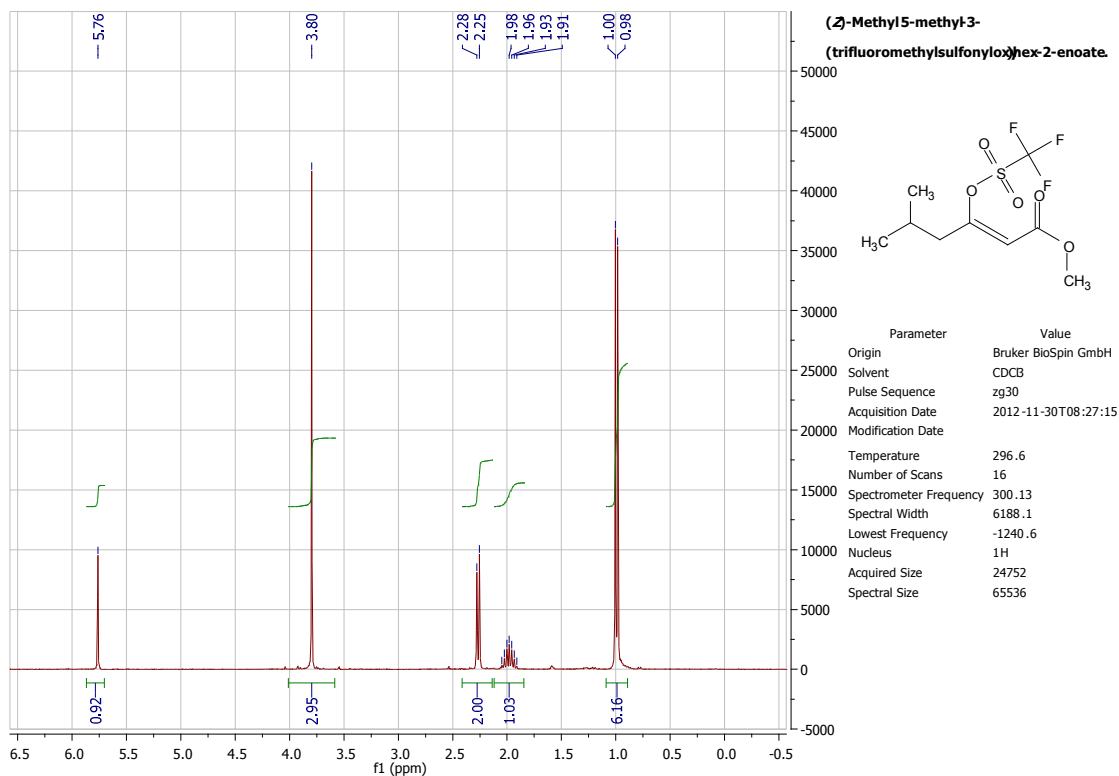 5.76
3.80
2.28
2.25
1.98
1.96
1.93
1.91
1.00
0.98
(Z)-Methyl 5-methyl-3-
(trifluoromethylsulfonyloxy)hex-2-enoate.
50000
45000
40000
35000
30000
25000
20000
15000
10000
5000
0
-5000
F
F
F
O
S
O
O
O
O
CH3
H3C
CH3
Parameter Value
Origin Bruker BioSpin GmbH
Solvent CDCl3
Pulse Sequence zg30
Acquisition Date 2012-11-30T08:27:15
Modification Date
Temperature 296.6
Number of Scans 16
Spectrometer Frequency 300.13
Spectral Width 6188.1
Lowest Frequency -1240.6
Nucleus 1H
Acquired Size 24752
Spectral Size 65536
0.92
2.95
2.00
1.03
6.16
6.5 6.0 5.5 5.0 4.5 4.0 3.5 3.0 2.5 2.0 1.5 1.0 0.5 0.0 -0.5
f1 (ppm)